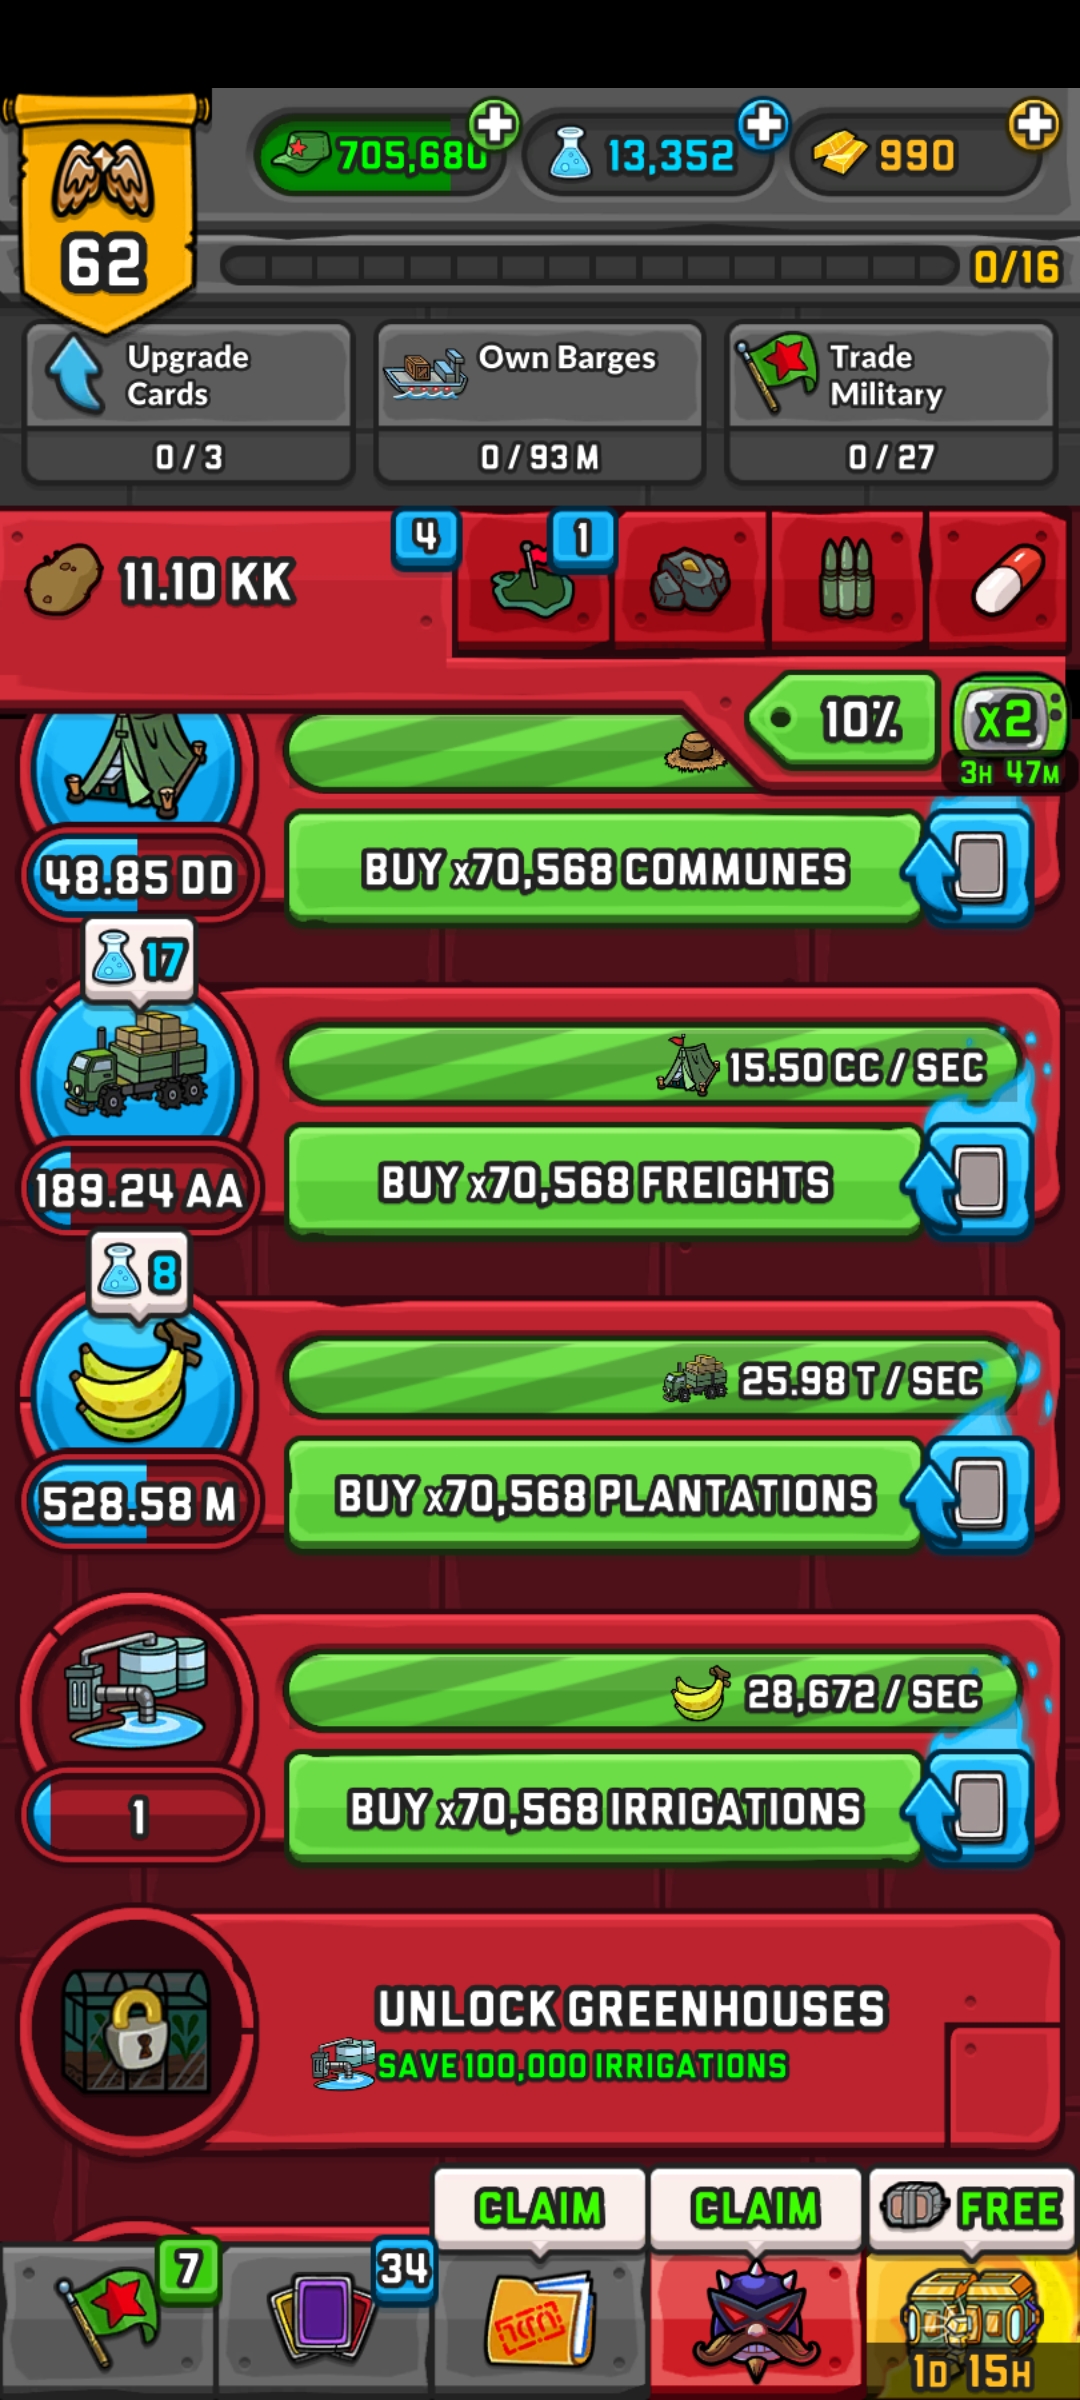 705,680
13,352
990
62
0/16
Upgrade
Cards
0 / 3
Own Barges
0 / 93 M
Trade
Military
0 / 27
11.10 KK
4
1
10%
x2
3H 47M
48.85 DD
BUY x70,568 COMMUNES
17
15.50 CC / SEC
189.24 AA
BUY x70,568 FREIGHTS
8
25.98 T / SEC
528.58 M
BUY x70,568 PLANTATIONS
28,672 / SEC
1
BUY x70,568 IRRIGATIONS
UNLOCK GREENHOUSES
SAVE 100,000 IRRIGATIONS
CLAIM
CLAIM
FREE
7
34
1D 15H